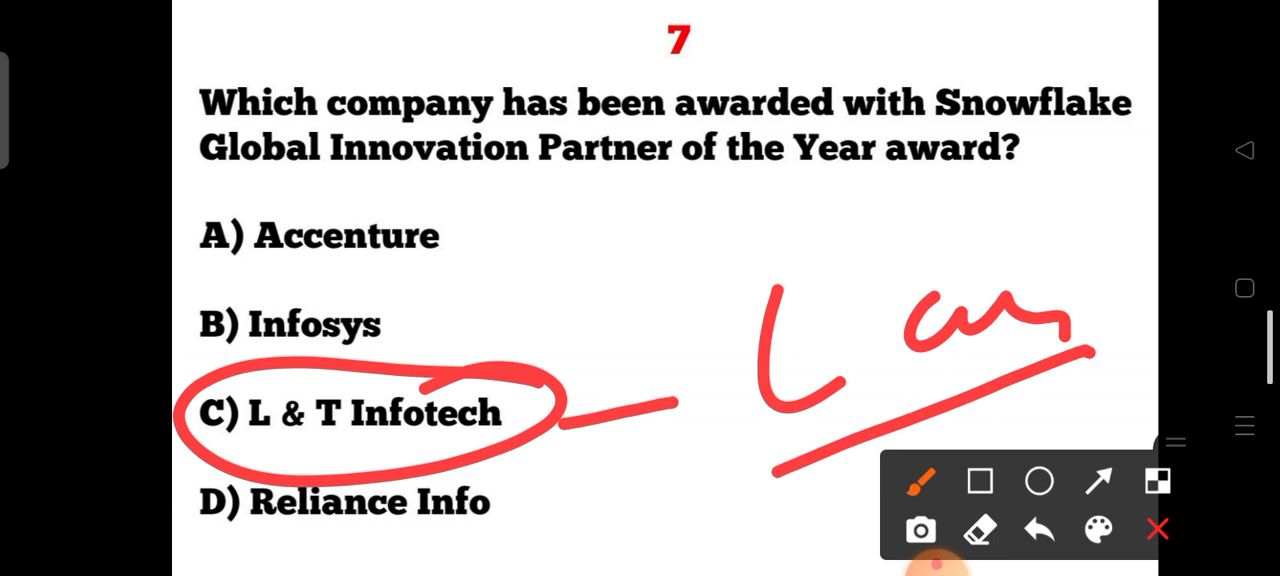 7
Which company has been awarded with Snowflake
Global Innovation Partner of the Year award?
A) Accenture
B) Infosys
C) L & T Infotech
D) Reliance Info